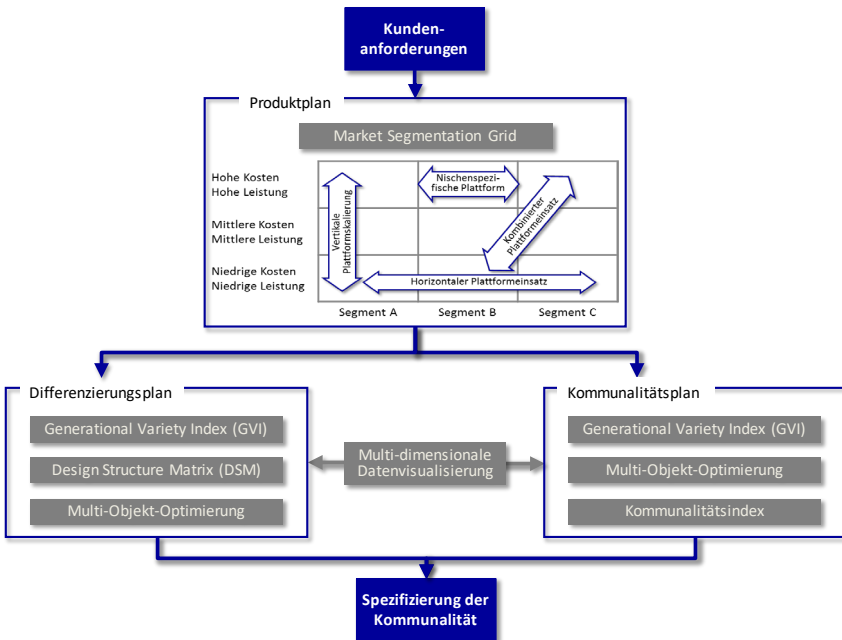 Kunden-
anforderungen
Produktplan
Market Segmentation Grid
Hohe Kosten
Hohe Leistung
Mittlere Kosten
Mittlere Leistung
Niedrige Kosten
Niedrige Leistung
Vertikale
Plattformskalierung
Nischenspezi-
fische Plattform
Kombinierter
Plattformeinsatz
Horizontaler Plattformeinsatz
Segment A
Segment B
Segment C
Differenzierungsplan
Generational Variety Index (GVI)
Design Structure Matrix (DSM)
Multi-Objekt-Optimierung
Multi-dimensionale
Datenvisualisierung
Kommunalitätsplan
Generational Variety Index (GVI)
Multi-Objekt-Optimierung
Kommunalitätsindex
Spezifizierung der
Kommunalität